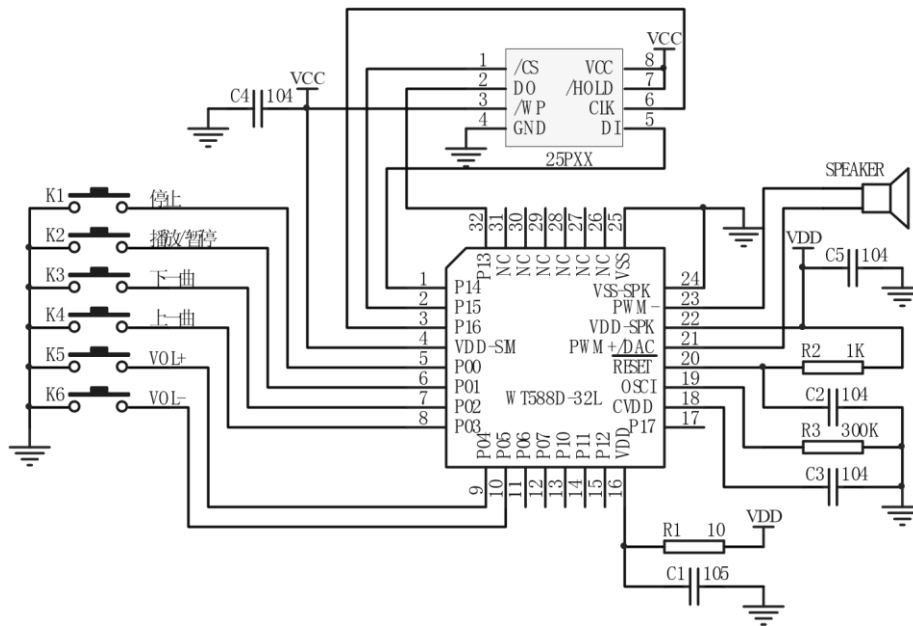 VCC
C4 104
VCC
1 /CS VCC 8
2 DO /HOLD 7
3 /WP CLK 6
4 GND DI 5
25PXX
SPEAKER
K1 停止
K2 播放/暂停
K3 下一曲
K4 上一曲
K5 VOL+
K6 VOL-
32 31 30 29 28 27 26 25
P13 NC NC NC NC NC NC VSS
1 P14
2 P15
3 P16
4 VDD-SIM
5 P00
6 P01
7 P02
8 P03
VSS-SPK 24
PWM- 23
VDD-SPK 22
PWM+/DAC 21
RESET 20
OSCI 19
CVDD 18
P17 17
WT588D-32L
P04 P05 P06 P07 P10 P11 P12 VDD
9 10 11 12 13 14 15 16
VDD
C5 104
R2 1K
C2 104
R3 300K
C3 104
VDD
R1 10
C1 105